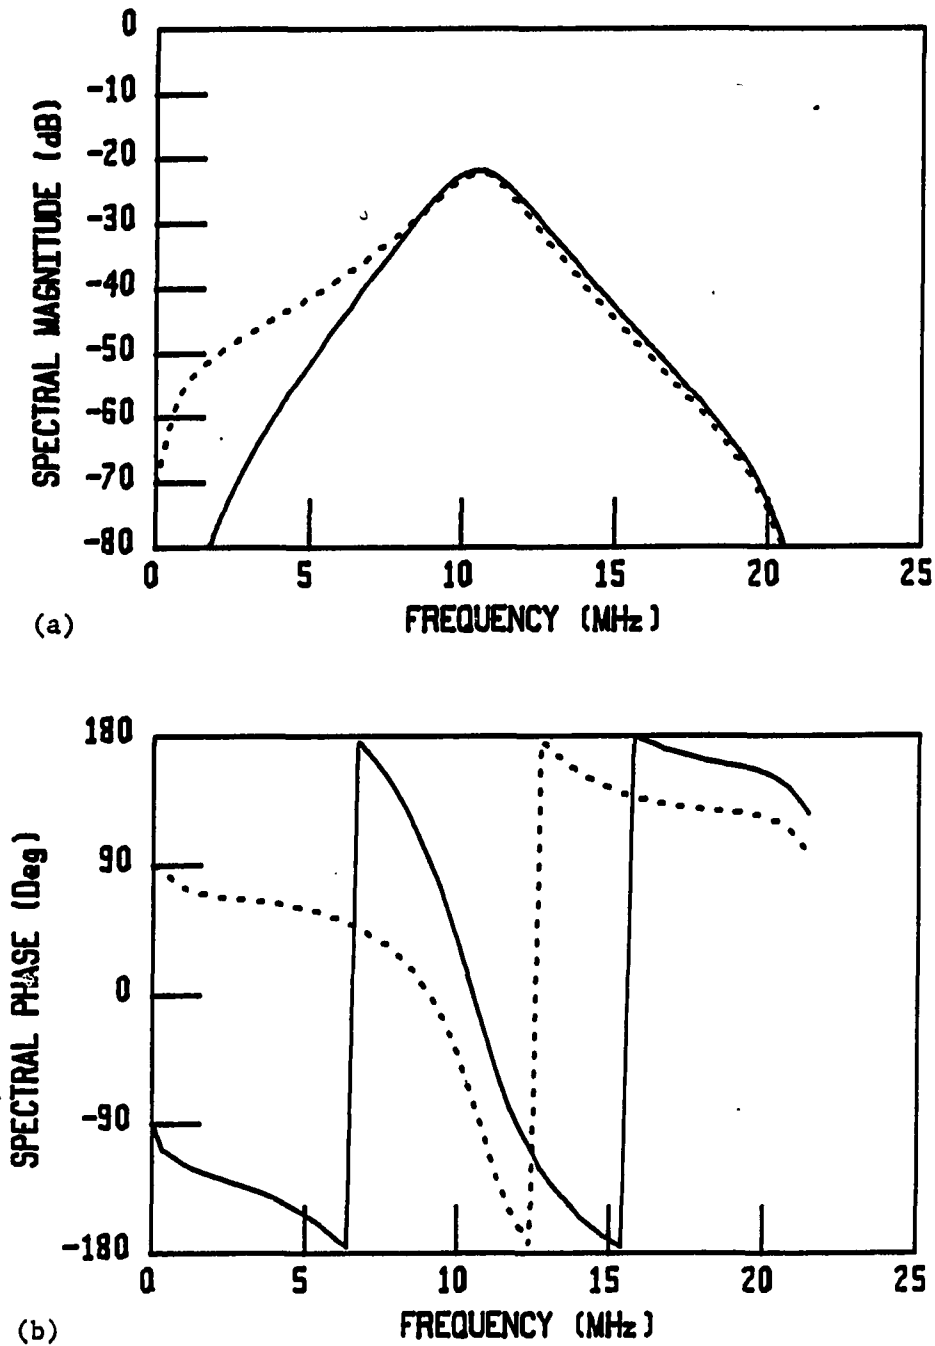 0
-10
-20
-30
-40
-50
-60
-70
-80
SPECTRAL MAGNITUDE (dB)
0 5 10 15 20 25
FREQUENCY (MHz)
(a)
180
90
0
-90
-180
SPECTRAL PHASE (Deg)
0 5 10 15 20 25
FREQUENCY (MHz)
(b)